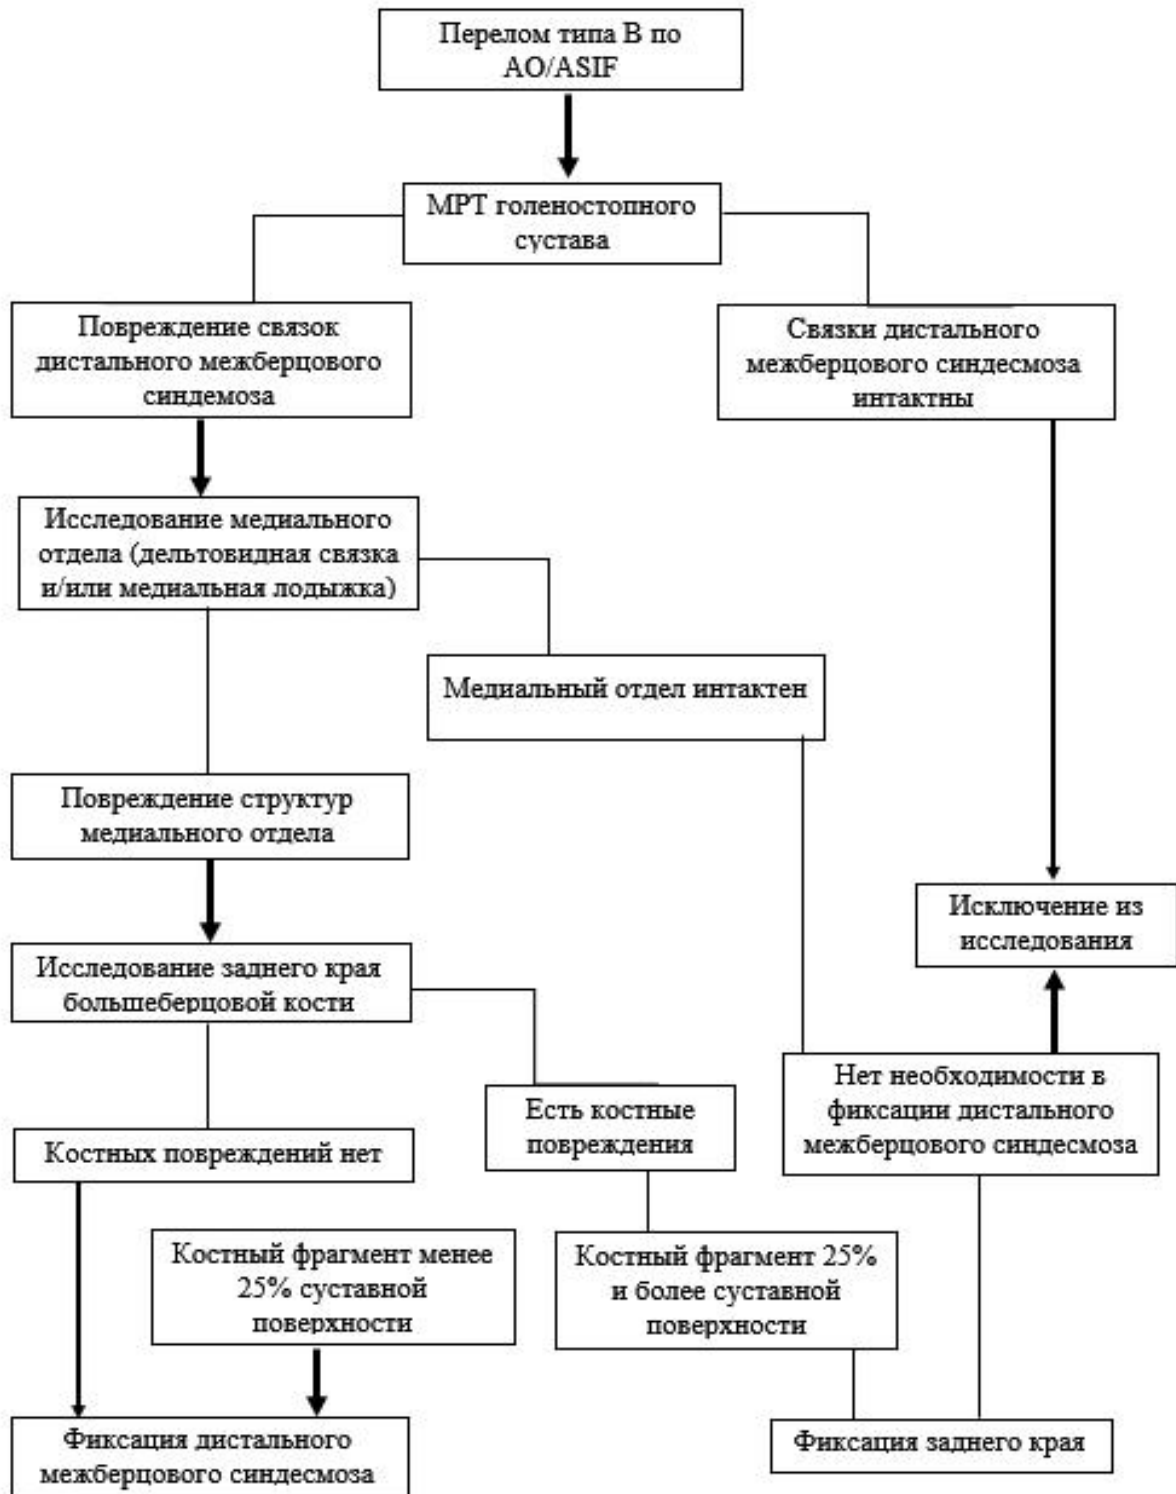 Перелом типа В по
AO/ASIF
МРТ голеностопного
сустава
Повреждение связок
дистального межберцового
синдемоза
Связки дистального
межберцового синдесмоза
интактны
Исследование медиального
отдела (дельтовидная связка
и/или медиальная лодыжка)
Медиальный отдел интактен
Повреждение структур
медиального отдела
Исключение из
исследования
Исследование заднего края
большеберцовой кости
Нет необходимости в
фиксации дистального
межберцового синдесмоза
Есть костные
повреждения
Костных повреждений нет
Костный фрагмент менее
25% суставной
поверхности
Костный фрагмент 25%
и более суставной
поверхности
Фиксация дистального
межберцового синдесмоза
Фиксация заднего края